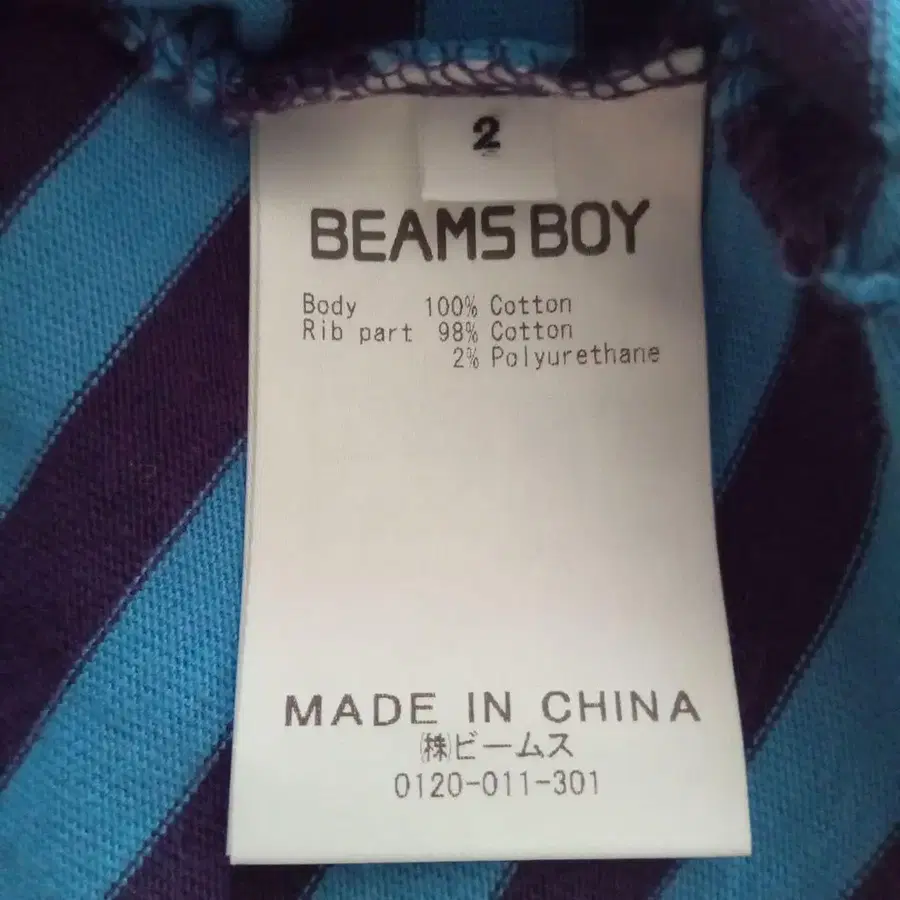 2
BEAMS BOY
Body 100% Cotton
Rib part 98% Cotton
2% Polyurethane
MADE IN CHINA
㈱ビームス
0120-011-301